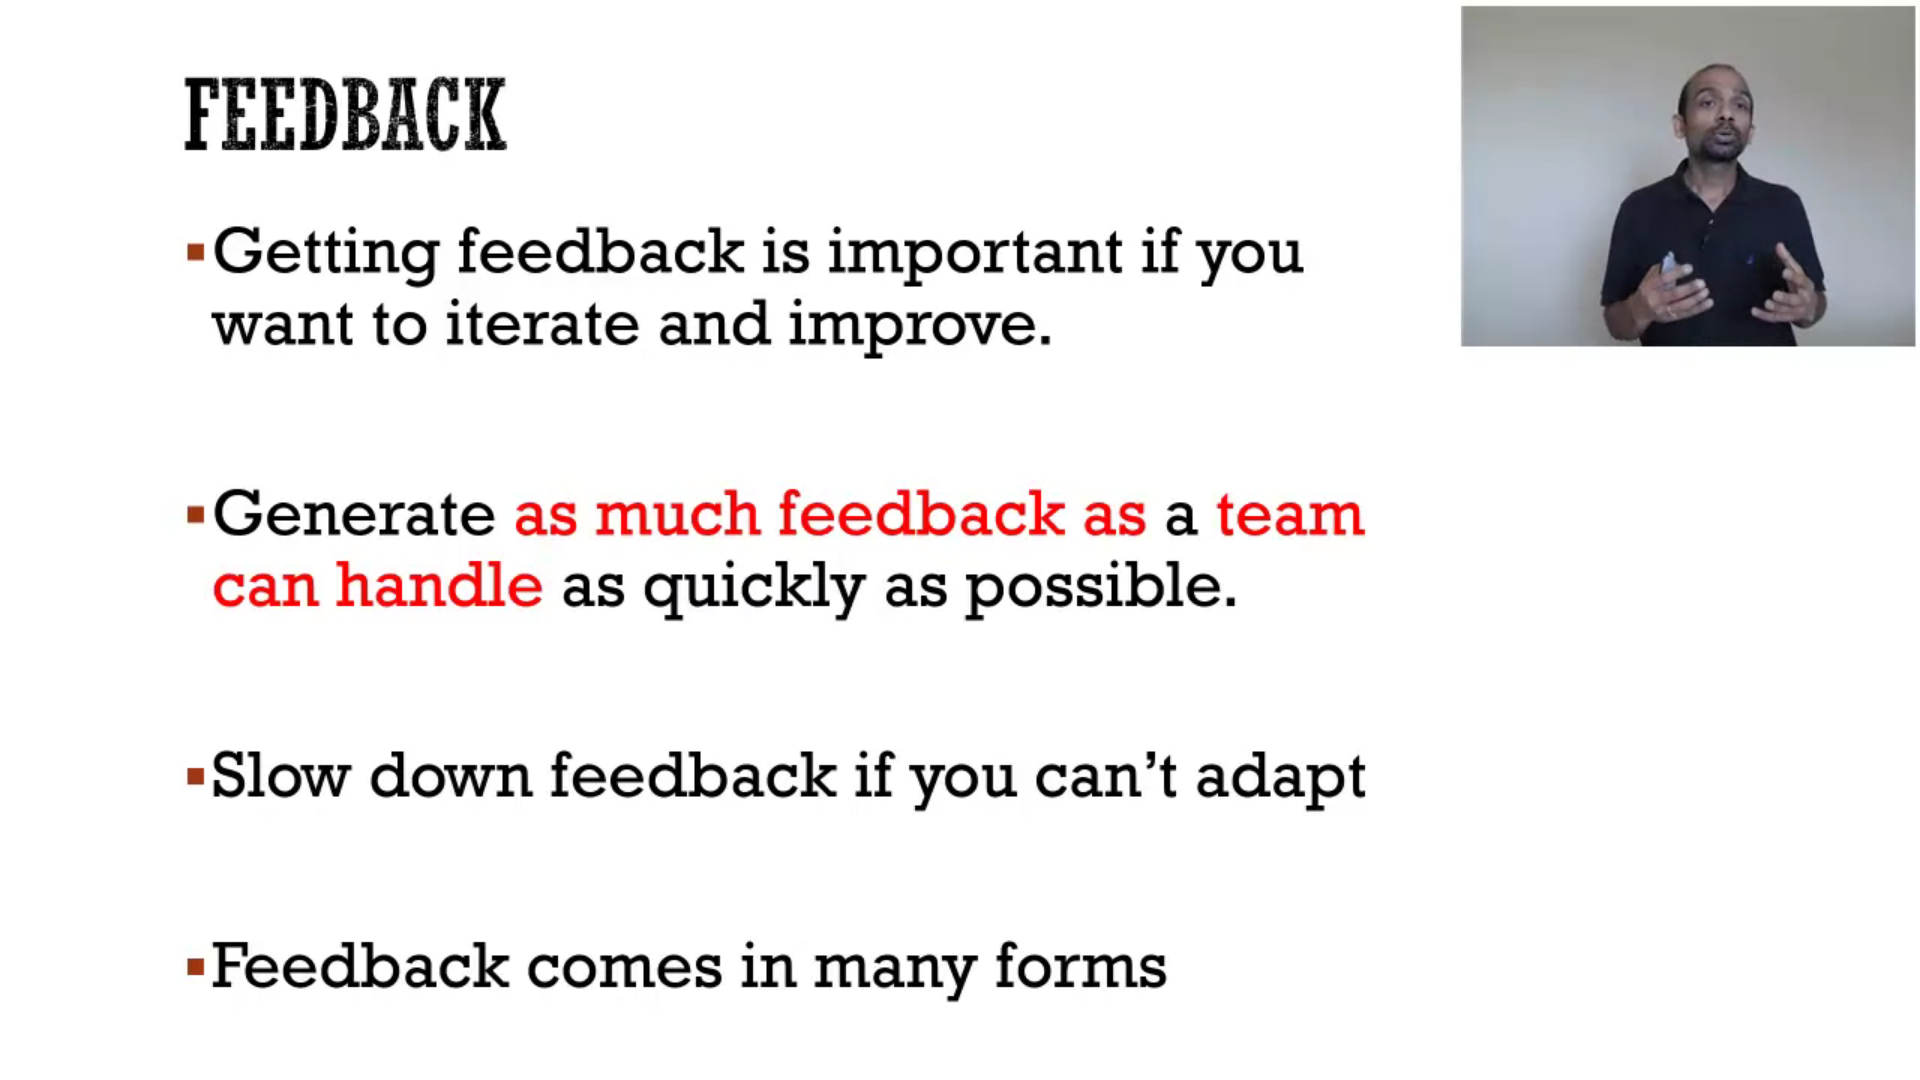 FEEDBACK
▪Getting feedback is important if you
want to iterate and improve.
▪Generate as much feedback as a team
can handle as quickly as possible.
▪Slow down feedback if you can’t adapt
▪Feedback comes in many forms